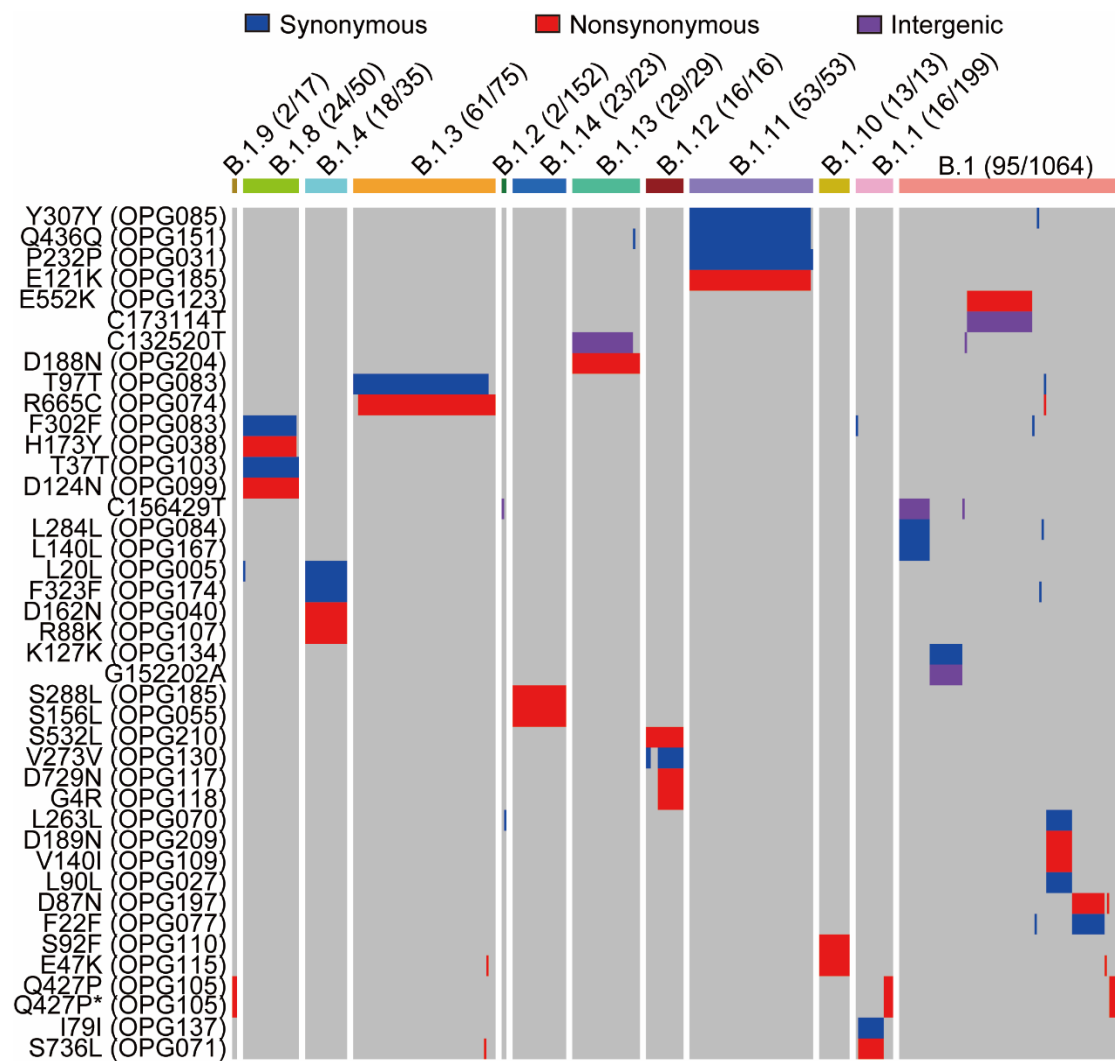 Synonymous Nonsynonymous Intergenic
B.1.9 (2/17)
B.1.8 (24/50)
B.1.4 (18/35)
B.1.3 (61/75)
B.1.2 (2/152)
B.1.14 (23/23)
B.1.13 (29/29)
B.1.12 (16/16)
B.1.11 (53/53)
B.1.10 (13/13)
B.1.1 (16/199)
B.1 (95/1064)
Y307Y (OPG085)
Q436Q (OPG151)
P232P (OPG031)
E121K (OPG185)
E552K (OPG123)
C173114T
C132520T
D188N (OPG204)
T97T (OPG083)
R665C (OPG074)
F302F (OPG083)
H173Y (OPG038)
T37T(OPG103)
D124N (OPG099)
C156429T
L284L (OPG084)
L140L (OPG167)
L20L (OPG005)
F323F (OPG174)
D162N (OPG040)
R88K (OPG107)
K127K (OPG134)
G152202A
S288L (OPG185)
S156L (OPG055)
S532L (OPG210)
V273V (OPG130)
D729N (OPG117)
G4R (OPG118)
L263L (OPG070)
D189N (OPG209)
V140I (OPG109)
L90L (OPG027)
D87N (OPG197)
F22F (OPG077)
S92F (OPG110)
E47K (OPG115)
Q427P (OPG105)
Q427P* (OPG105)
I79I (OPG137)
S736L (OPG071)